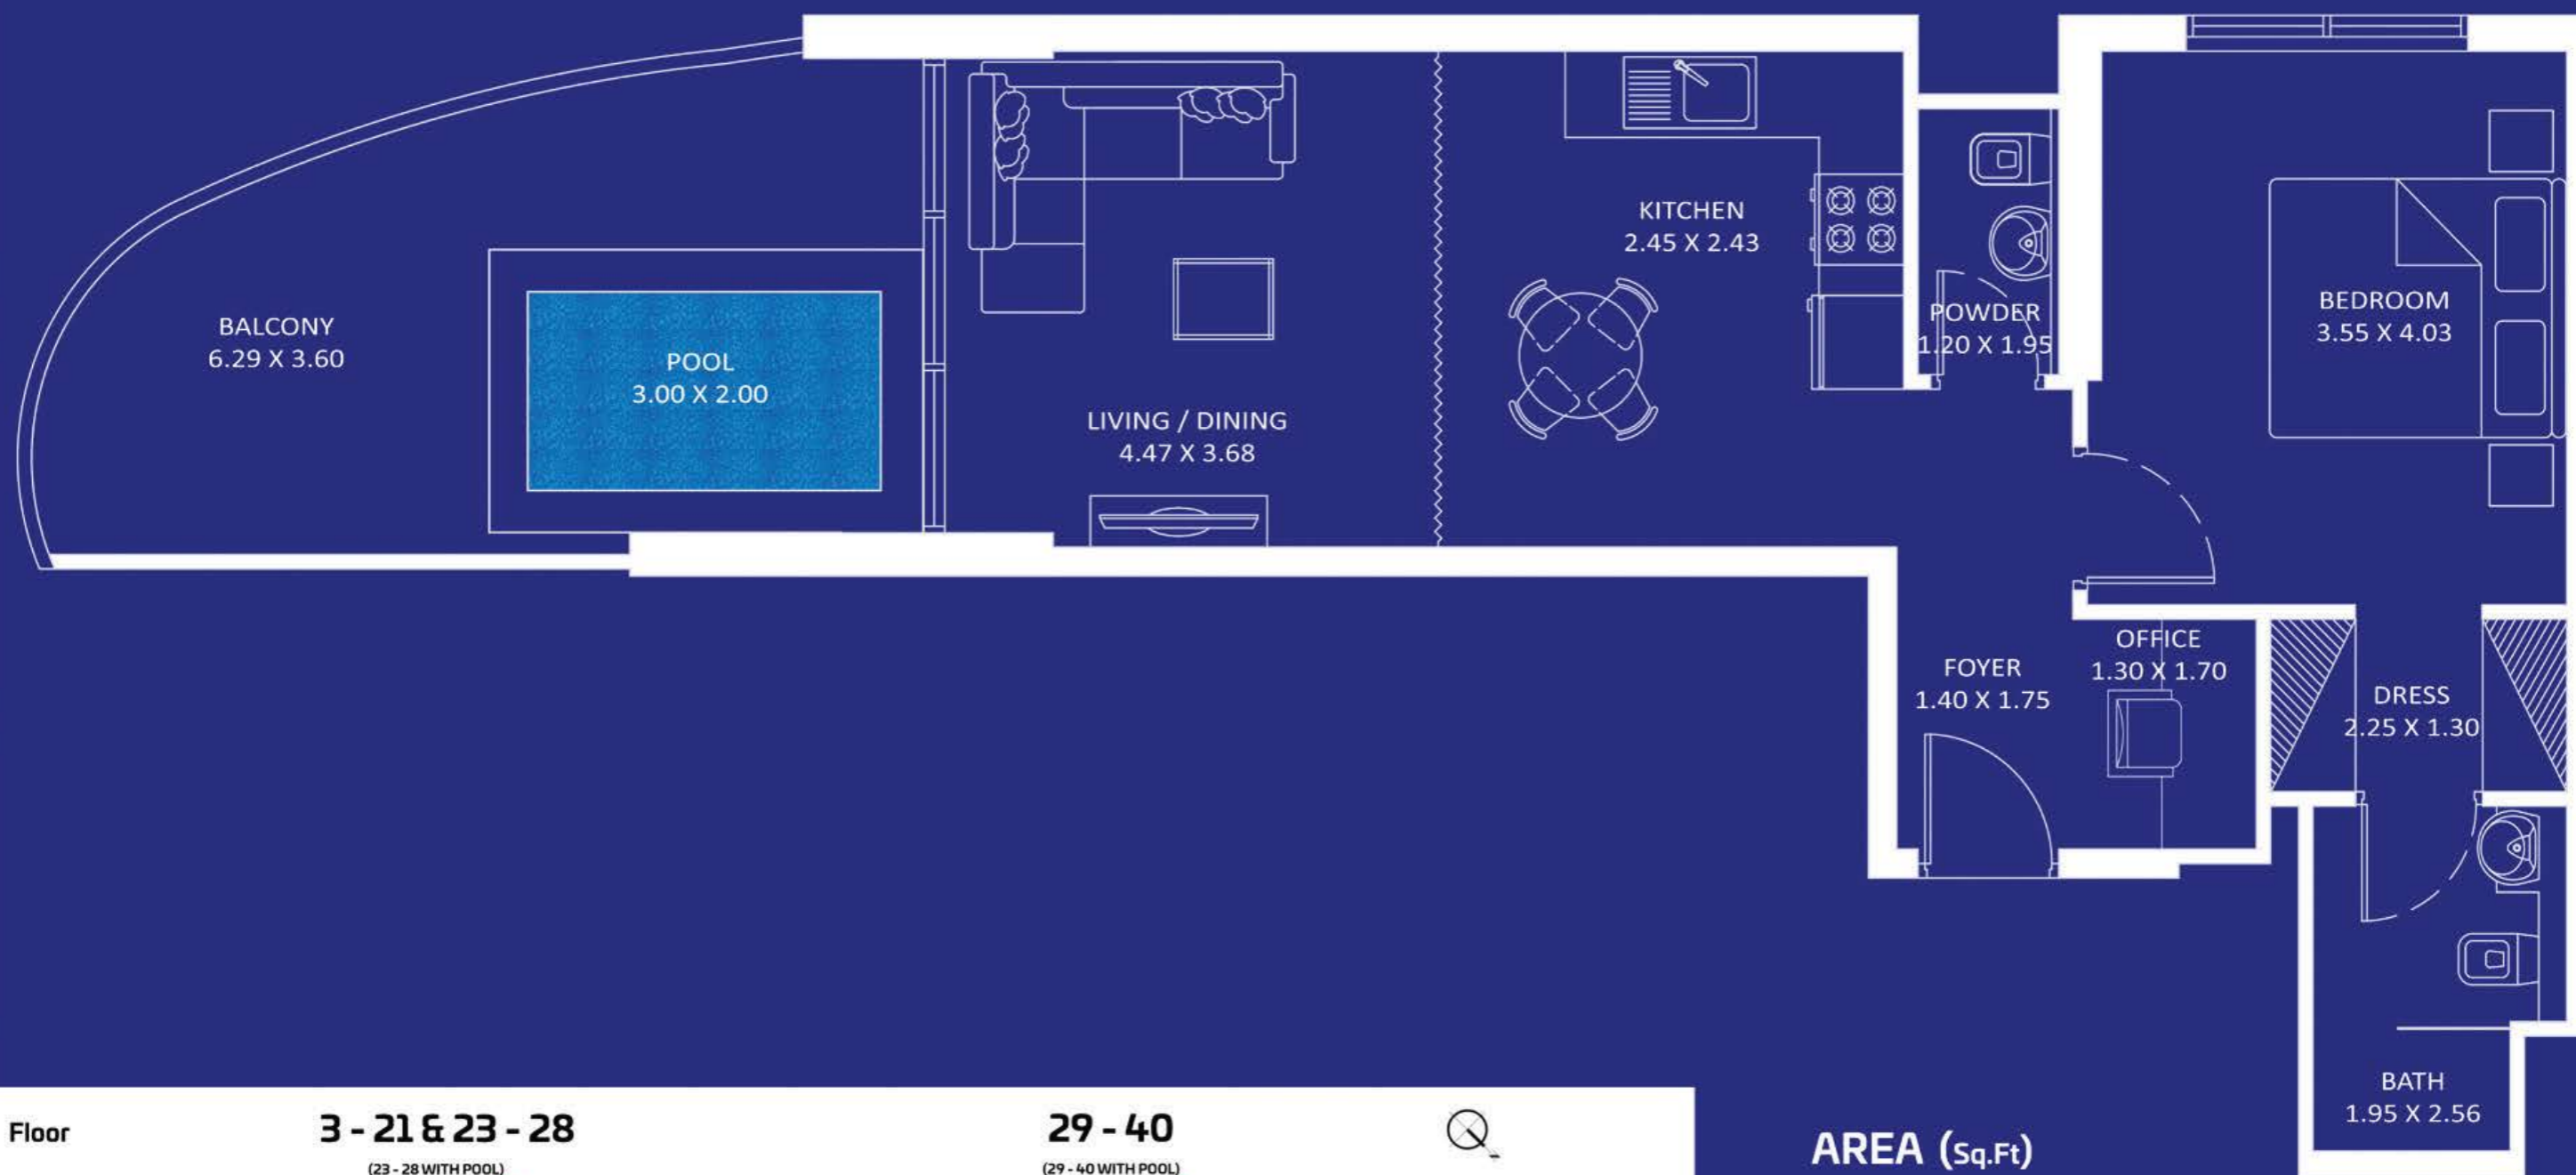 KITCHEN
2.45 X 2.43
POWDER
1.20 X 1.95
BEDROOM
3.55 X 4.03
BALCONY
6.29 X 3.60
POOL
3.00 X 2.00
LIVING / DINING
4.47 X 3.68
OFFICE
1.30 X 1.70
FOYER
1.40 X 1.75
DRESS
2.25 X 1.30
BATH
1.95 X 2.56
Floor
3 - 21 & 23 - 28
(23 - 28 WITH POOL)
29 - 40
(29 - 40 WITH POOL)
AREA (Sq.Ft)